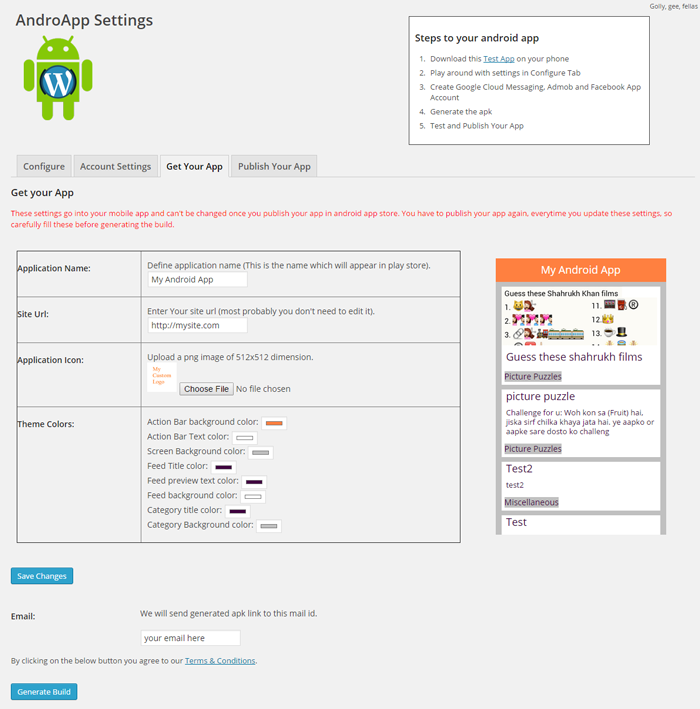 Golly, gee, fellas
AndroApp Settings
W
Steps to your android app
1. Download this Test App on your phone
2. Play around with settings in Configure Tab
3. Create Google Cloud Messaging, Admob and Facebook App
Account
4. Generate the apk
5. Test and Publish Your App
Configure
Account Settings
Get Your App
Publish Your App
Get your App
These settings go into your mobile app and can't be changed once you publish your app in android app store. You have to publish your app again, everytime you update these settings, so
carefully fill these before generating the build.
Application Name:
Define application name (This is the name which will appear in play store).
My Android App
Site Url:
Enter Your site url (most probably you don't need to edit it).
http://mysite.com
Application Icon:
Upload a png image of 512x512 dimension.
My
Custom
Logo
Choose File No file chosen
Theme Colors:
Action Bar background color:
Action Bar Text color:
Screen Background color:
Feed Title color:
Feed preview text color:
Feed background color:
Category title color:
Category Background color:
My Android App
Guess these Shahrukh Khan films
1.
2.
3.
11.
12.
13.
Guess these shahrukh films
Picture Puzzles
picture puzzle
Challenge for u: Woh kon sa (Fruit) hai,
jiska sirf chilka khaya jata hai. ye aapko or
aapke sare dosto ko challeng
Picture Puzzles
Test2
test2
Miscellaneous
Test
Save Changes
Email:
We will send generated apk link to this mail id.
your email here
By clicking on the below button you agree to our Terms & Conditions.
Generate Build